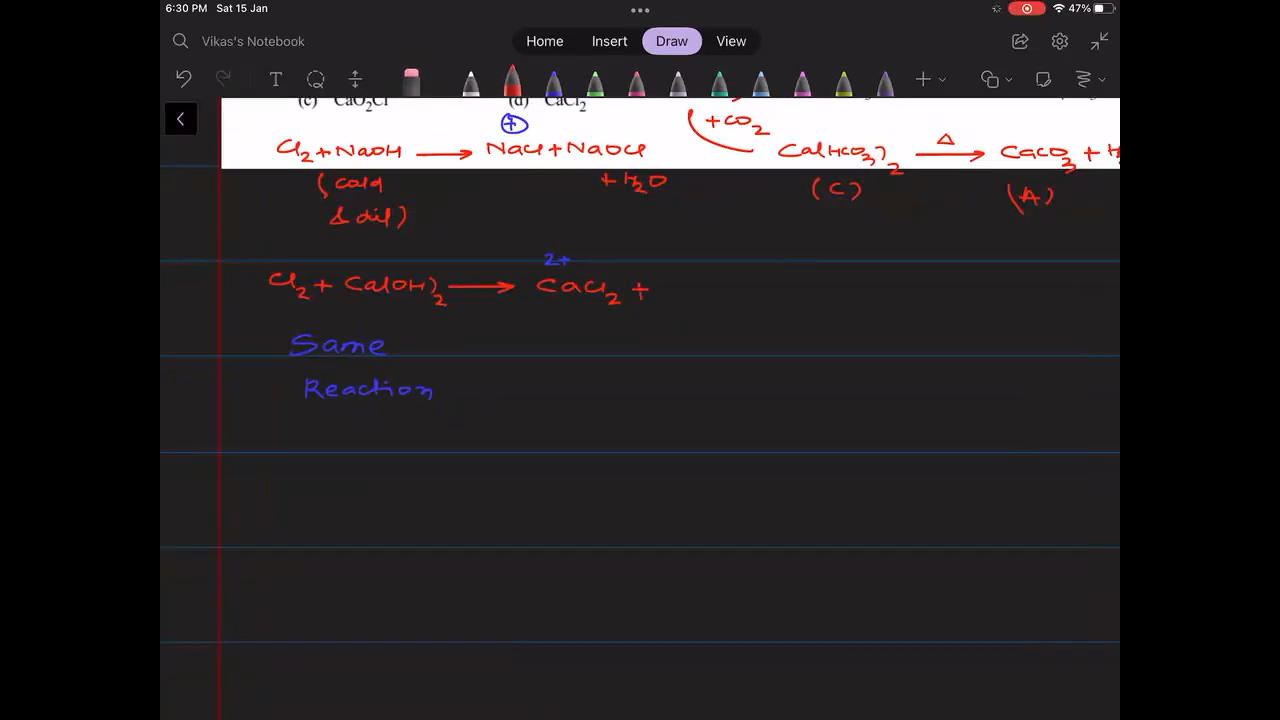 6:30 PM Sat 15 Jan
47%
Vikas's Notebook
Home Insert Draw View
(c) CaO₂Cl (d) CaCl₂
+
+CO₂
Cl₂ + NaOH → NaCl + NaOCl
+ H₂O
(cold
& dil)
Ca(HCO₃)₂ —Δ→ CaCO₃ + H₂
(C) (A)
2+
Cl₂ + Ca(OH)₂ → CaCl₂ +
Same
Reaction